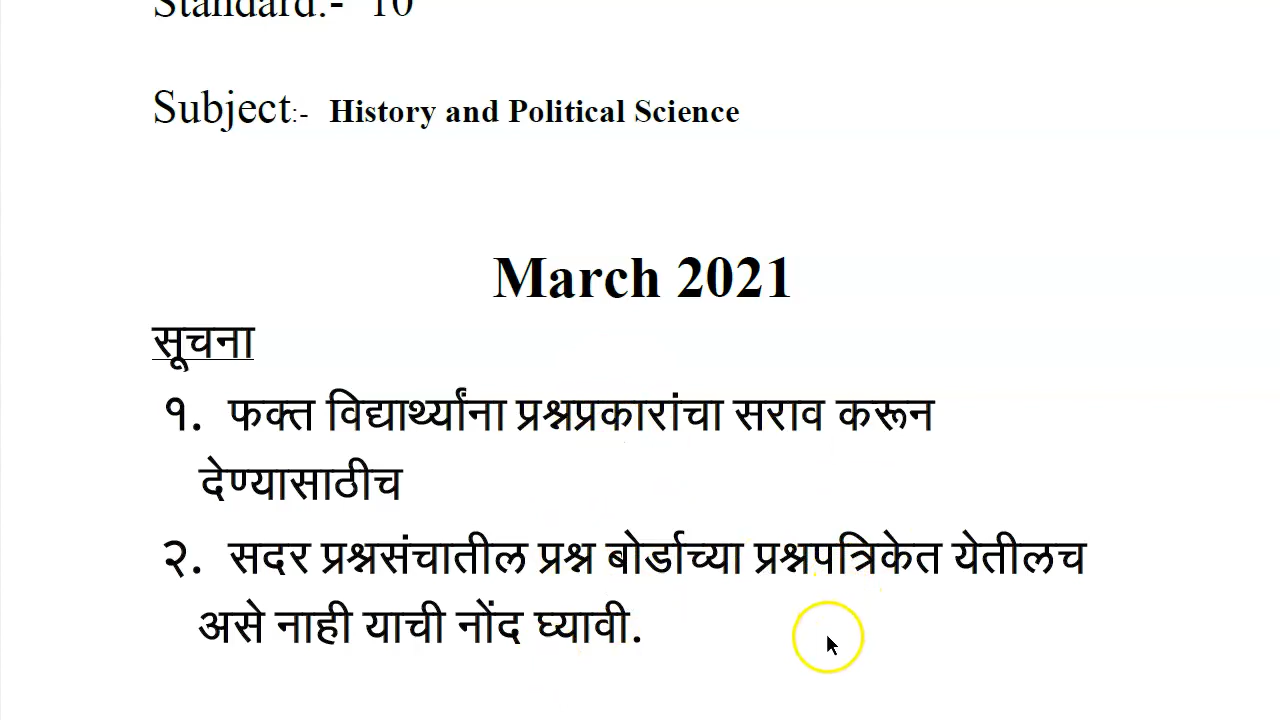 Standard:- 10
Subject:- History and Political Science
March 2021
सूचना
१. फक्त विद्यार्थ्यांना प्रश्नप्रकारांचा सराव करून
देण्यासाठीच
२. सदर प्रश्नसंचातील प्रश्न बोर्डाच्या प्रश्नपत्रिकेत येतीलच
असे नाही याची नोंद घ्यावी.